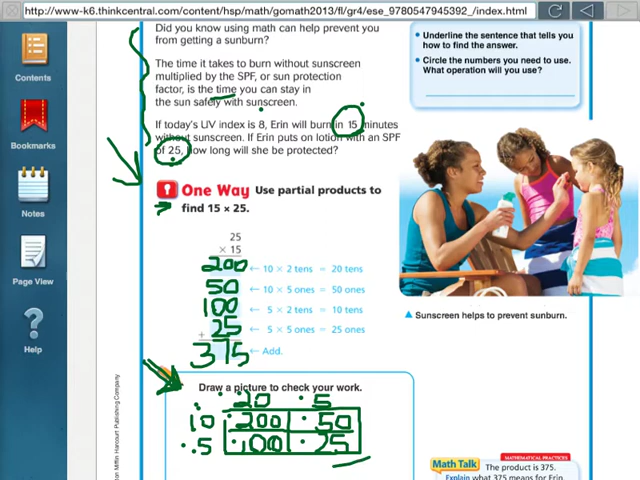 http://www-k6.thinkcentral.com/content/hsp/math/gomath2013/fl/gr4/ese_9780547945392_/index.html
Contents
Bookmarks
Notes
Page View
Help
Did you know using math can help prevent you
from getting a sunburn?
The time it takes to burn without sunscreen
multiplied by the SPF, or sun protection
factor, is the time you can stay in
the sun safely with sunscreen.
If today's UV index is 8, Erin will burn in 15 minutes
without sunscreen. If Erin puts on lotion with an SPF
of 25, how long will she be protected?
• Underline the sentence that tells you
how to find the answer.
• Circle the numbers you need to use.
What operation will you use?
One Way Use partial products to
find 15 × 25.
25
× 15
200 ← 10 × 2 tens = 20 tens
50 ← 10 × 5 ones = 50 ones
100 ← 5 × 2 tens = 10 tens
+ 25 ← 5 × 5 ones = 25 ones
375 ← Add.
▲ Sunscreen helps to prevent sunburn.
Draw a picture to check your work.
20 5
10 200 50
5 100 25
MATHEMATICAL PRACTICES
Math Talk The product is 375.
Explain what 375 means for Erin
on Mifflin Harcourt Publishing Company